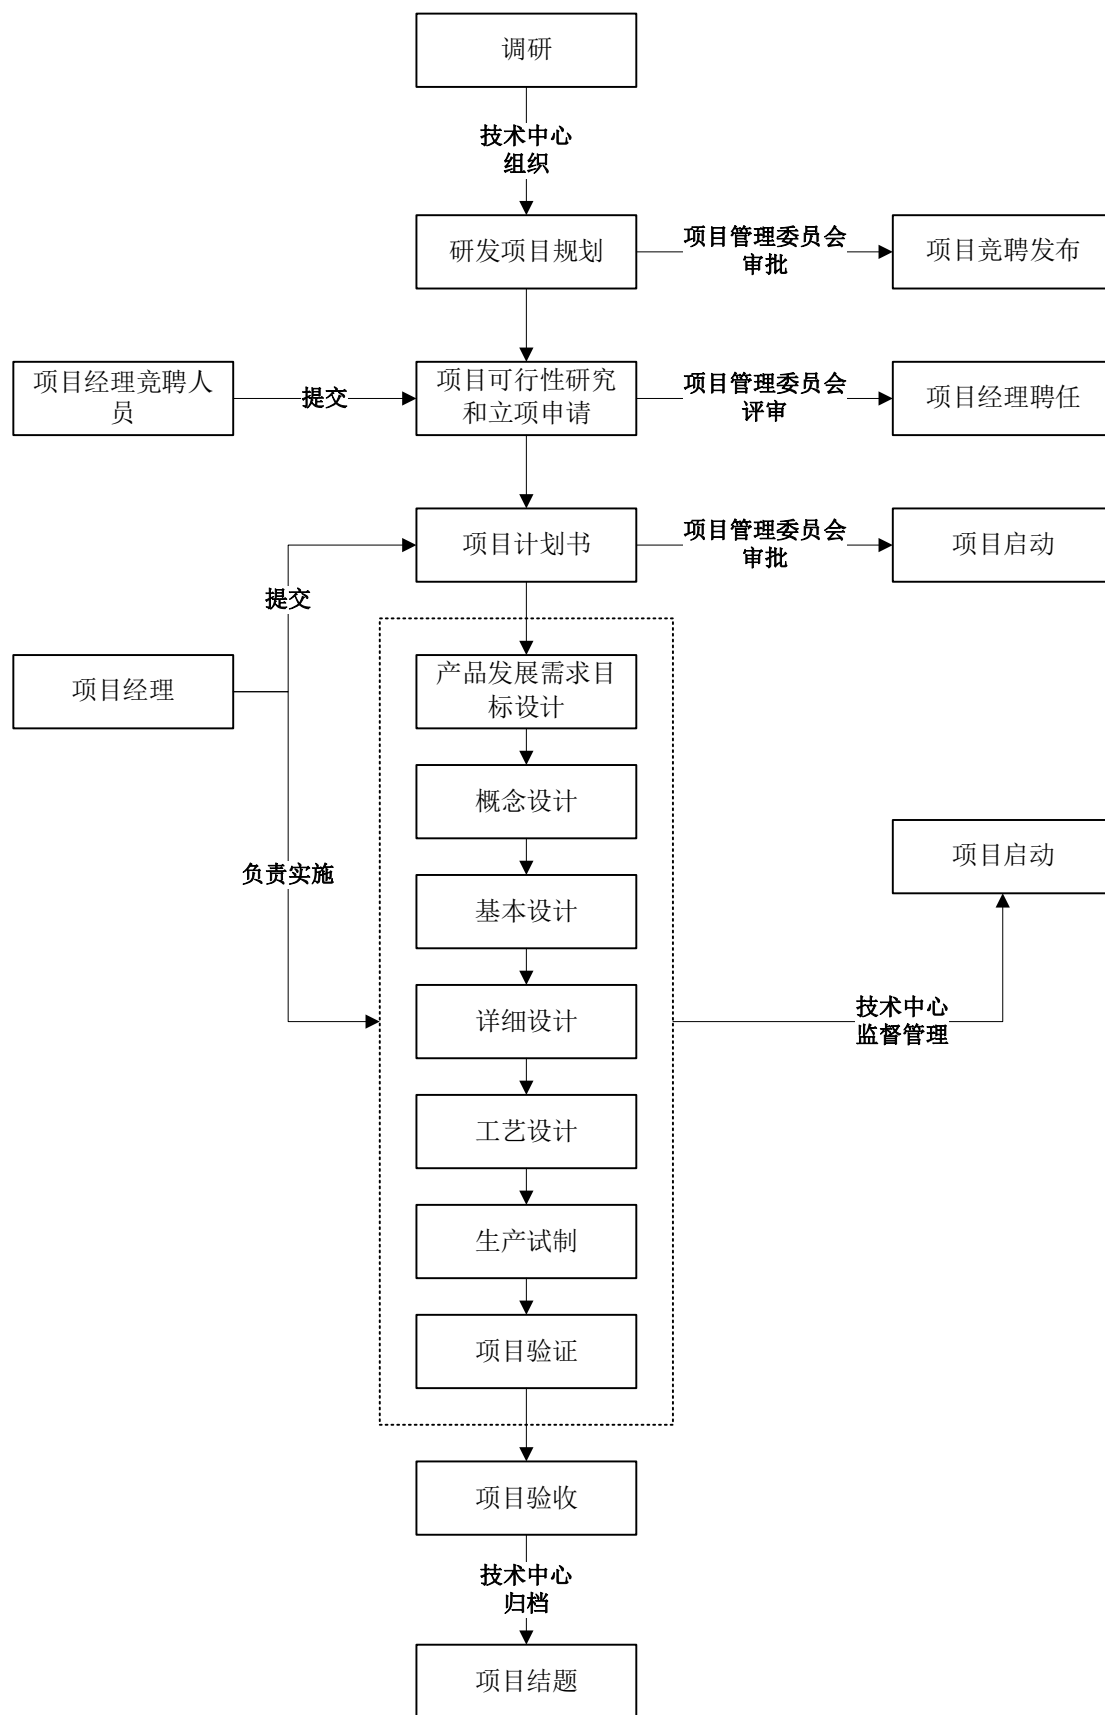 调研
技术中心
组织
研发项目规划
项目管理委员会
审批
项目竞聘发布
项目经理竞聘人
员
提交
项目可行性研究
和立项申请
项目管理委员会
评审
项目经理聘任
项目计划书
项目管理委员会
审批
项目启动
提交
项目经理
产品发展需求目
标设计
概念设计
项目启动
负责实施
基本设计
详细设计
技术中心
监督管理
工艺设计
生产试制
项目验证
项目验收
技术中心
归档
项目结题